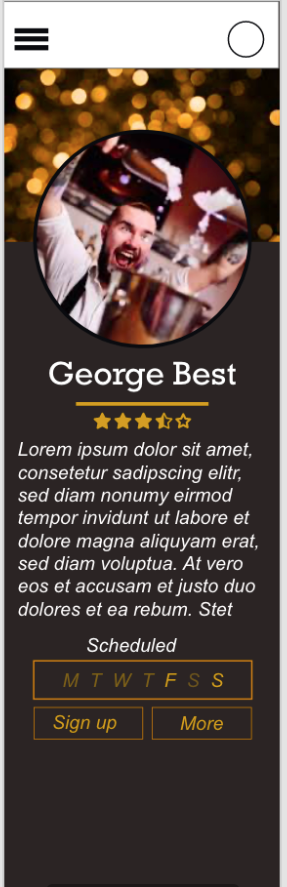 George Best
Lorem ipsum dolor sit amet,
consetetur sadipscing elitr,
sed diam nonumy eirmod
tempor invidunt ut labore et
dolore magna aliquyam erat,
sed diam voluptua. At vero
eos et accusam et justo duo
dolores et ea rebum. Stet
Scheduled
M T W T F S S
Sign up More